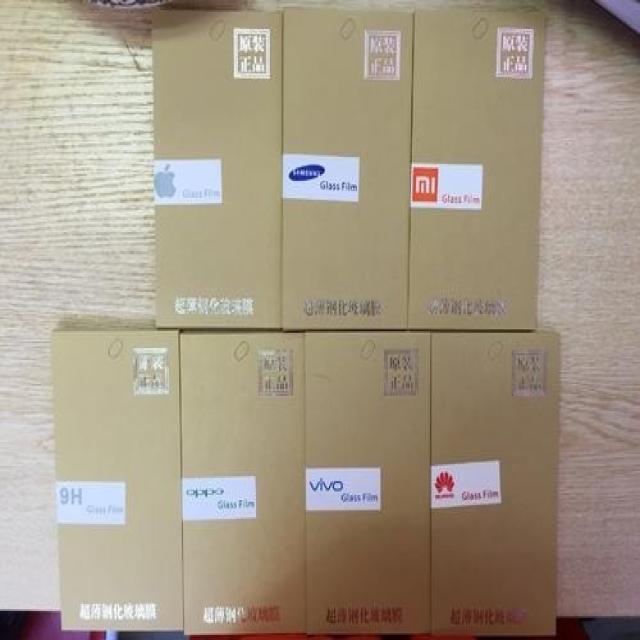 原装
正品
Glass Film
超薄钢化玻璃膜
原装
正品
SAMSUNG
Glass Film
超薄钢化玻璃膜
原装
正品
mi
Glass Film
超薄钢化玻璃膜
原装
正品
9H
Glass Film
超薄钢化玻璃膜
原装
正品
oppo
Glass Film
超薄钢化玻璃膜
原装
正品
vivo
Glass Film
超薄钢化玻璃膜
原装
正品
HUAWEI
Glass Film
超薄钢化玻璃膜